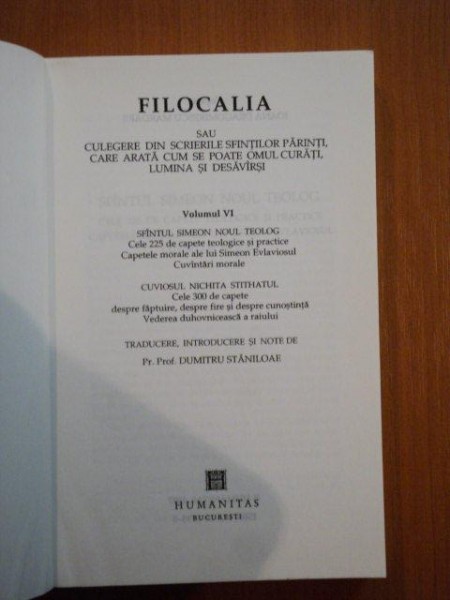 FILOCALIA
SAU
CULEGERE DIN SCRIERILE SFINȚILOR PĂRINȚI,
CARE ARATĂ CUM SE POATE OMUL CURĂȚI,
LUMINA ȘI DESĂVÎRȘI
Volumul VI
SFÎNTUL SIMEON NOUL TEOLOG
Cele 225 de capete teologice și practice
Capetele morale ale lui Simeon Evlaviosul
Cuvîntări morale
CUVIOSUL NICHITA STITHATUL
Cele 300 de capete
despre făptuire, despre fire și despre cunoștință
Vederea duhovnicească a raiului
TRADUCERE, INTRODUCERE ȘI NOTE DE
Pr. Prof. DUMITRU STĂNILOAE
HUMANITAS
BUCUREȘTI